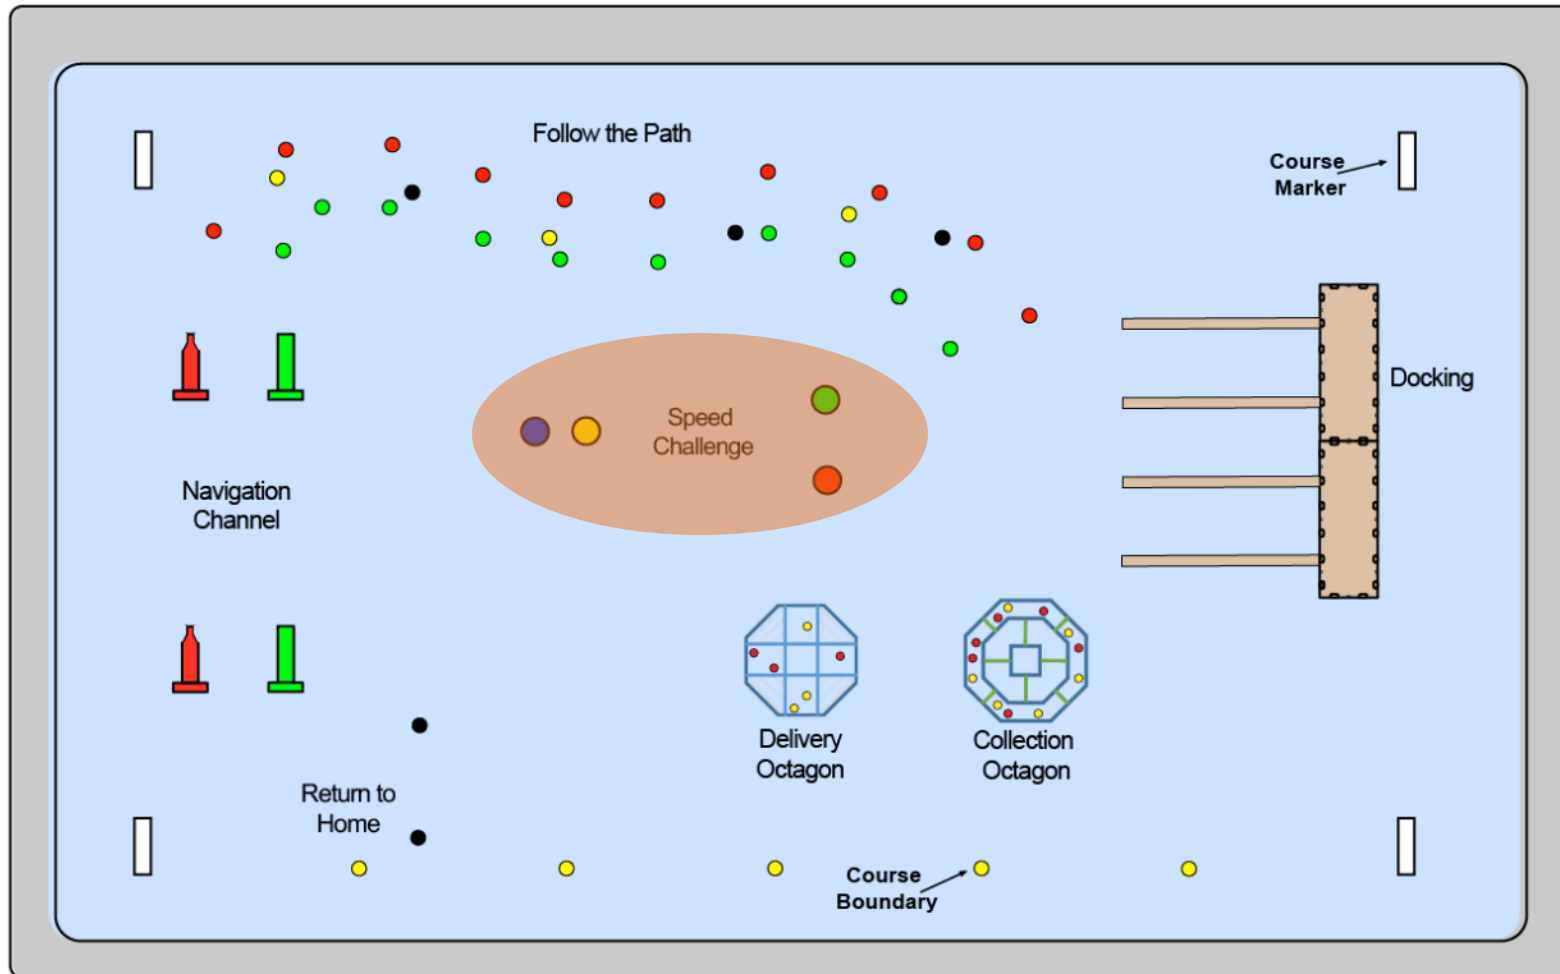 Follow the Path
Course
Marker
Docking
Speed
Challenge
Navigation
Channel
Delivery
Octagon
Collection
Octagon
Return to
Home
Course
Boundary